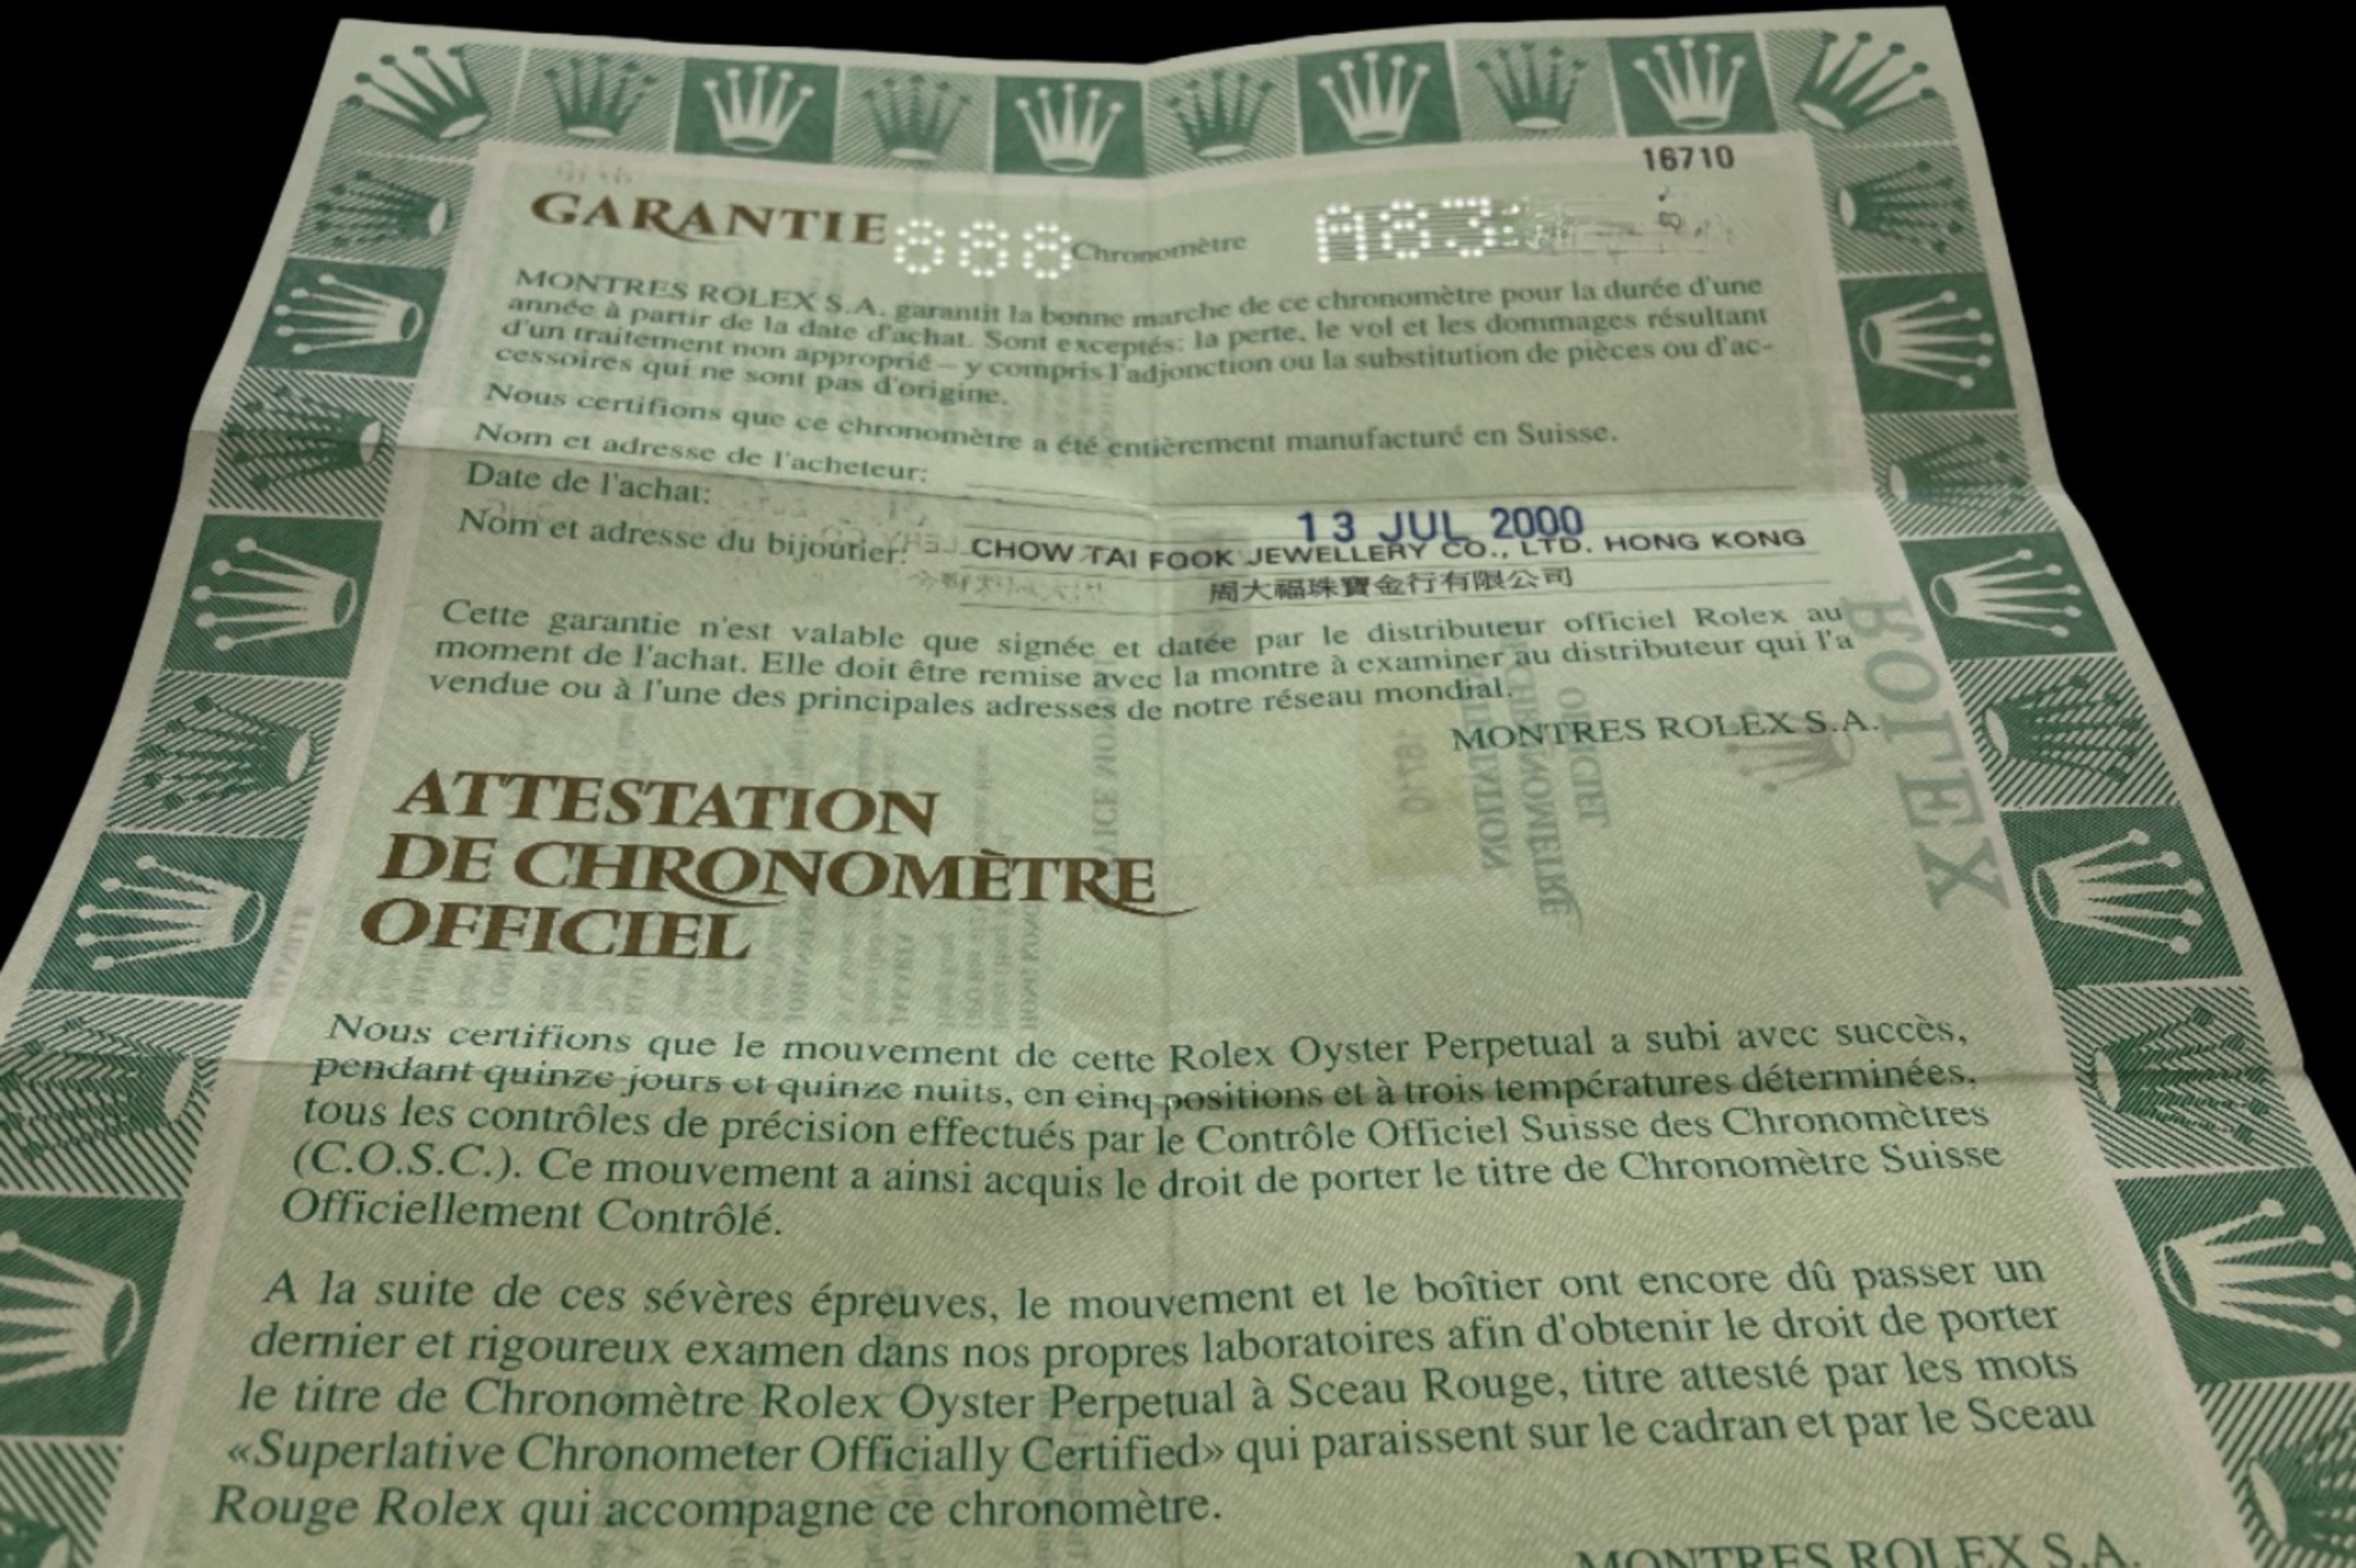 16710
GARANTIE 888 Chronomètre A83
MONTRES ROLEX S.A. garantit la bonne marche de ce chronomètre pour la durée d'une
année à partir de la date d'achat. Sont exceptés: la perte, le vol et les dommages résultant
d'un traitement non approprié – y compris l'adjonction ou la substitution de pièces ou d'ac-
cessoires qui ne sont pas d'origine.
Nous certifions que ce chronomètre a été entièrement manufacturé en Suisse.
Nom et adresse de l'acheteur:
Date de l'achat: 13 JUL 2000
Nom et adresse du bijoutier: CHOW TAI FOOK JEWELLERY CO., LTD. HONG KONG
周大福珠寶金行有限公司
Cette garantie n'est valable que signée et datée par le distributeur officiel Rolex au
moment de l'achat. Elle doit être remise avec la montre à examiner au distributeur qui l'a
vendue ou à l'une des principales adresses de notre réseau mondial.
MONTRES ROLEX S.A.
ATTESTATION
DE CHRONOMÈTRE
OFFICIEL
Nous certifions que le mouvement de cette Rolex Oyster Perpetual a subi avec succès,
pendant quinze jours et quinze nuits, en cinq positions et à trois températures déterminées,
tous les contrôles de précision effectués par le Contrôle Officiel Suisse des Chronomètres
(C.O.S.C.). Ce mouvement a ainsi acquis le droit de porter le titre de Chronomètre Suisse
Officiellement Contrôlé.
A la suite de ces sévères épreuves, le mouvement et le boîtier ont encore dû passer un
dernier et rigoureux examen dans nos propres laboratoires afin d'obtenir le droit de porter
le titre de Chronomètre Rolex Oyster Perpetual à Sceau Rouge, titre attesté par les mots
«Superlative Chronometer Officially Certified» qui paraissent sur le cadran et par le Sceau
Rouge Rolex qui accompagne ce chronomètre.
MONTRES ROLEX S.A